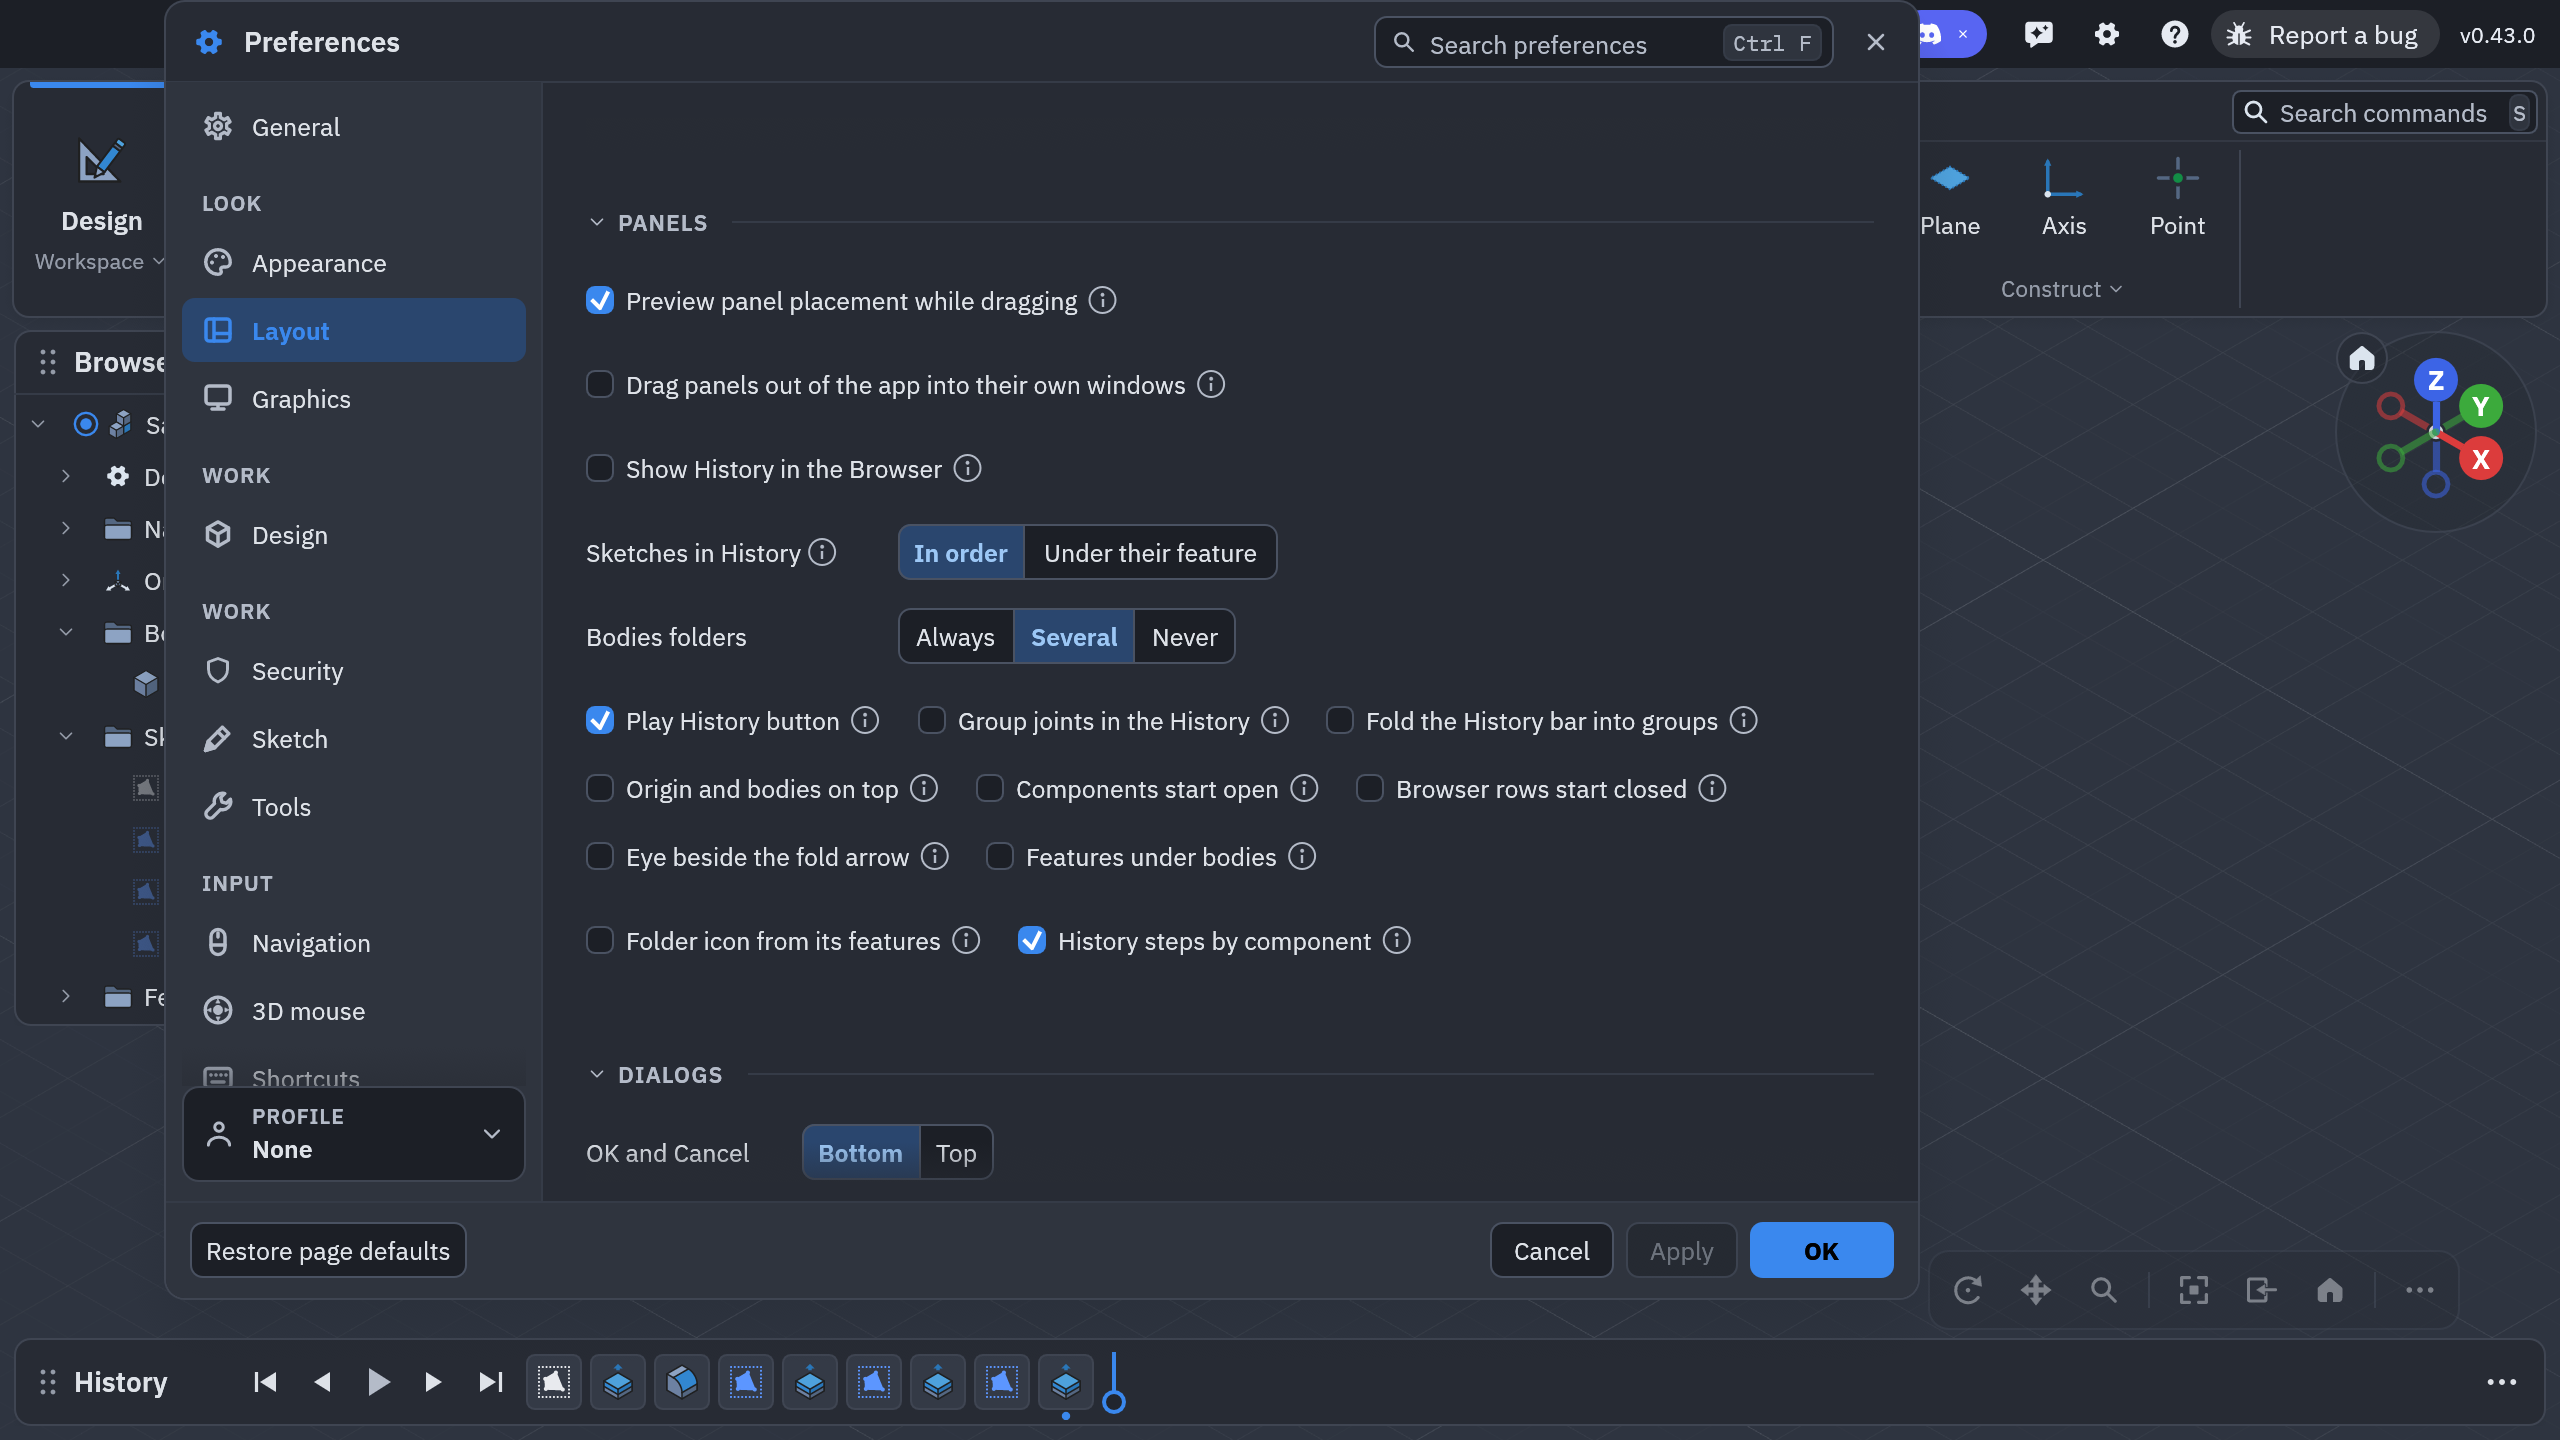 Preferences
Search preferences
Ctrl F
Report a bug
v0.43.0
Search commands
S
Design
Workspace
Plane
Axis
Point
Construct
Z
Y
X
General
LOOK
Appearance
Layout
Graphics
WORK
Design
WORK
Security
Sketch
Tools
INPUT
Navigation
3D mouse
Shortcuts
PROFILE
None
PANELS
Preview panel placement while dragging
Drag panels out of the app into their own windows
Show History in the Browser
Sketches in History
In order
Under their feature
Bodies folders
Always
Several
Never
Play History button
Group joints in the History
Fold the History bar into groups
Origin and bodies on top
Components start open
Browser rows start closed
Eye beside the fold arrow
Features under bodies
Folder icon from its features
History steps by component
DIALOGS
OK and Cancel
Bottom
Top
Restore page defaults
Cancel
Apply
OK
History